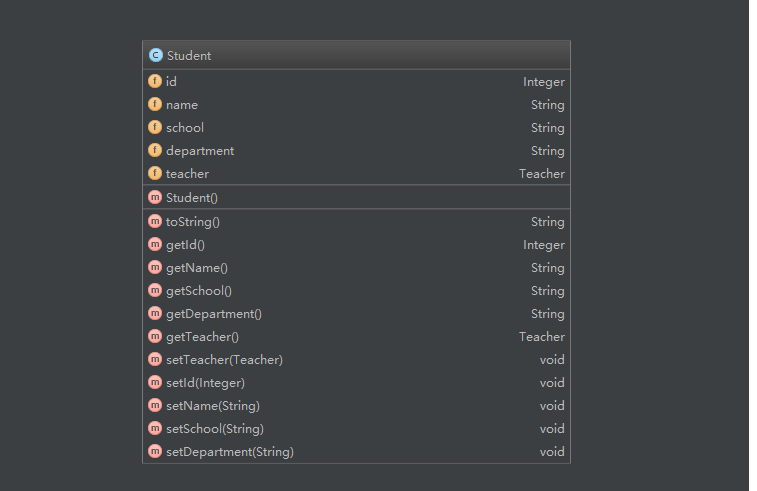 C Student
f id Integer
f name String
f school String
f department String
f teacher Teacher
m Student()
m toString() String
m getId() Integer
m getName() String
m getSchool() String
m getDepartment() String
m getTeacher() Teacher
m setTeacher(Teacher) void
m setId(Integer) void
m setName(String) void
m setSchool(String) void
m setDepartment(String) void